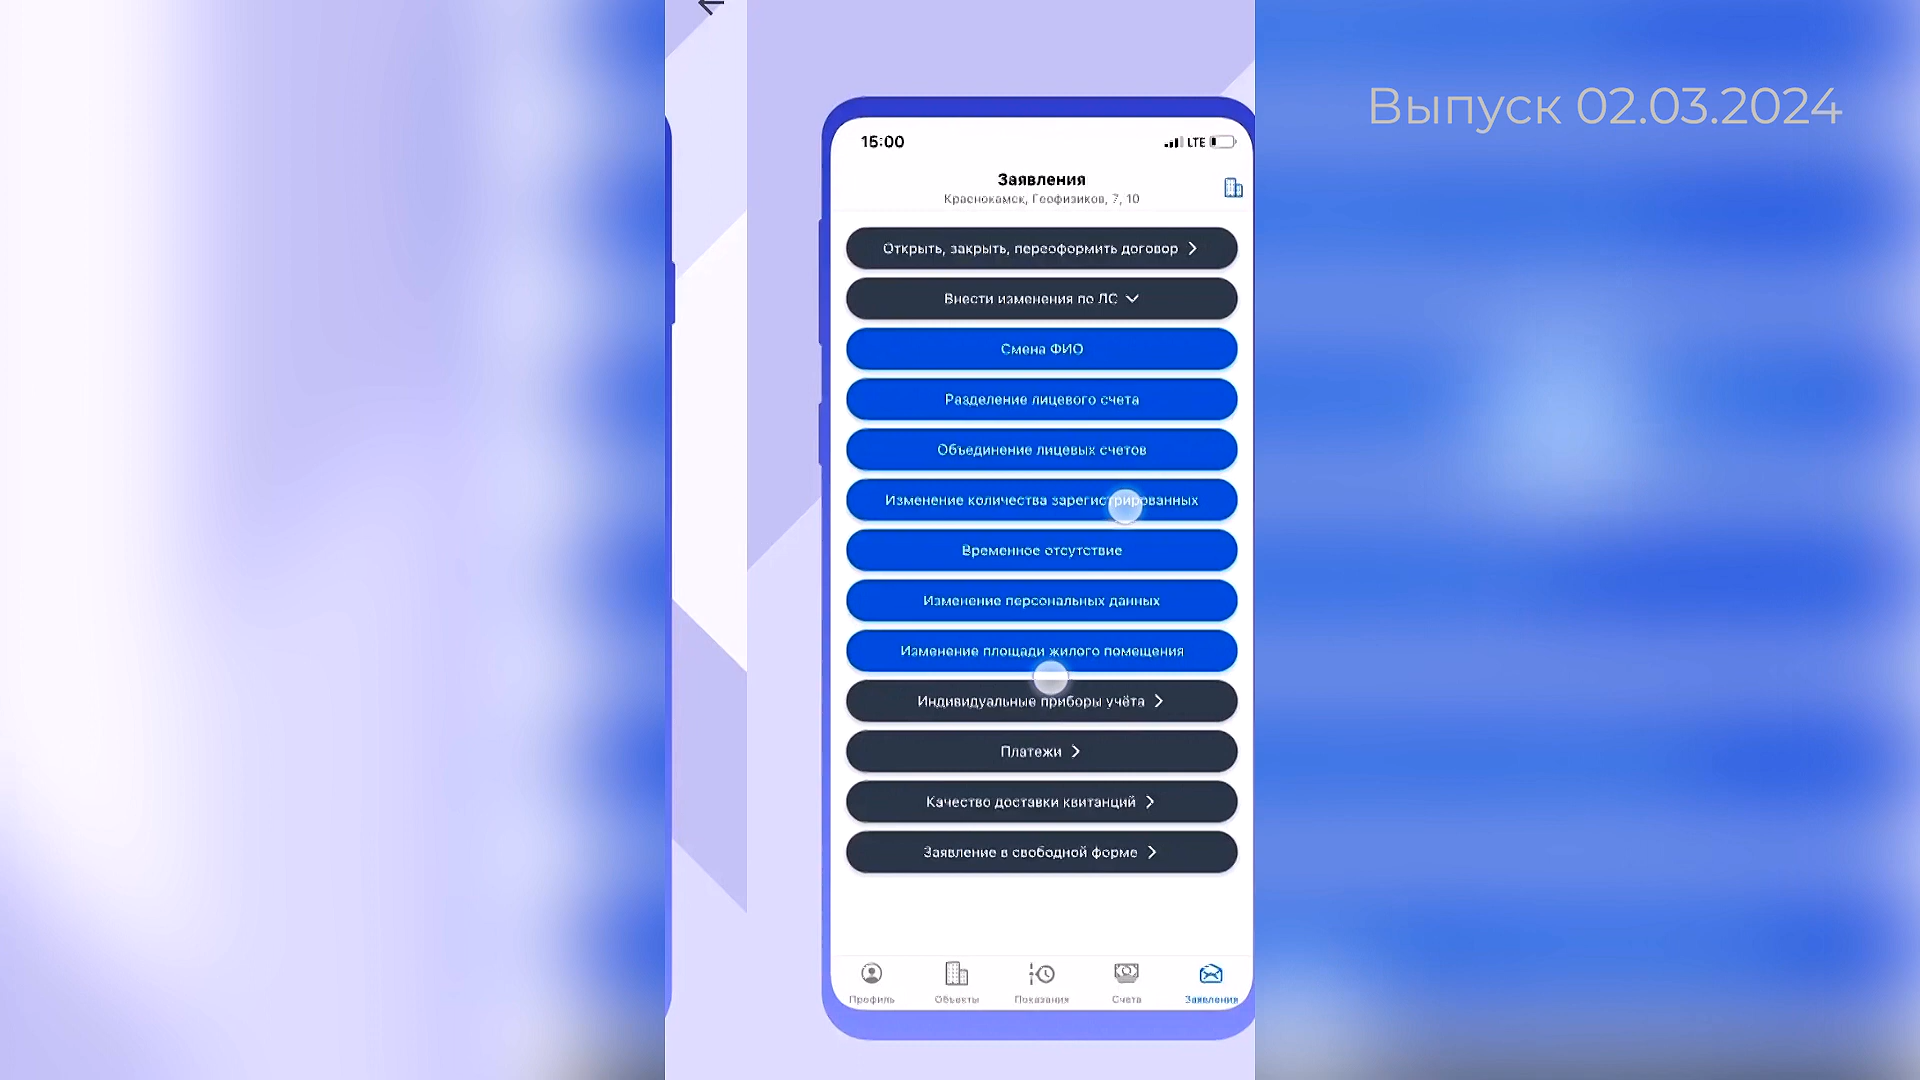 Выпуск 02.03.2024
15:00
LTE
Заявления
Краснокамск, Геофизиков, 7, 10
Открыть, закрыть, переоформить договор
Внести изменения по ЛС
Смена ФИО
Разделение лицевого счета
Объединение лицевых счетов
Изменение количества зарегистрированных
Временное отсутствие
Изменение персональных данных
Изменение площади жилого помещения
Индивидуальные приборы учёта
Платежи
Качество доставки квитанций
Заявление в свободной форме
Профиль
Объекты
Показания
Счета
Заявления